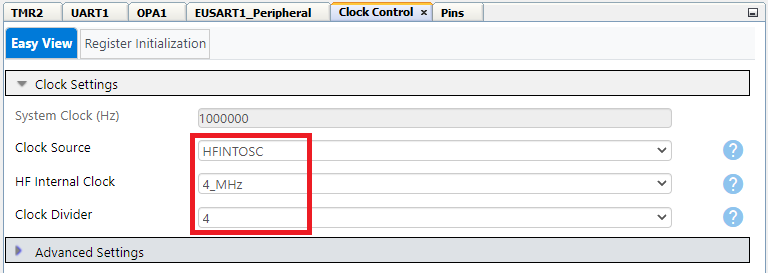 TMR2 UART1 OPA1 EUSART1_Peripheral Clock Control × Pins
Easy View Register Initialization
Clock Settings
System Clock (Hz) 1000000
Clock Source HFINTOSC ?
HF Internal Clock 4_MHz ?
Clock Divider 4 ?
Advanced Settings